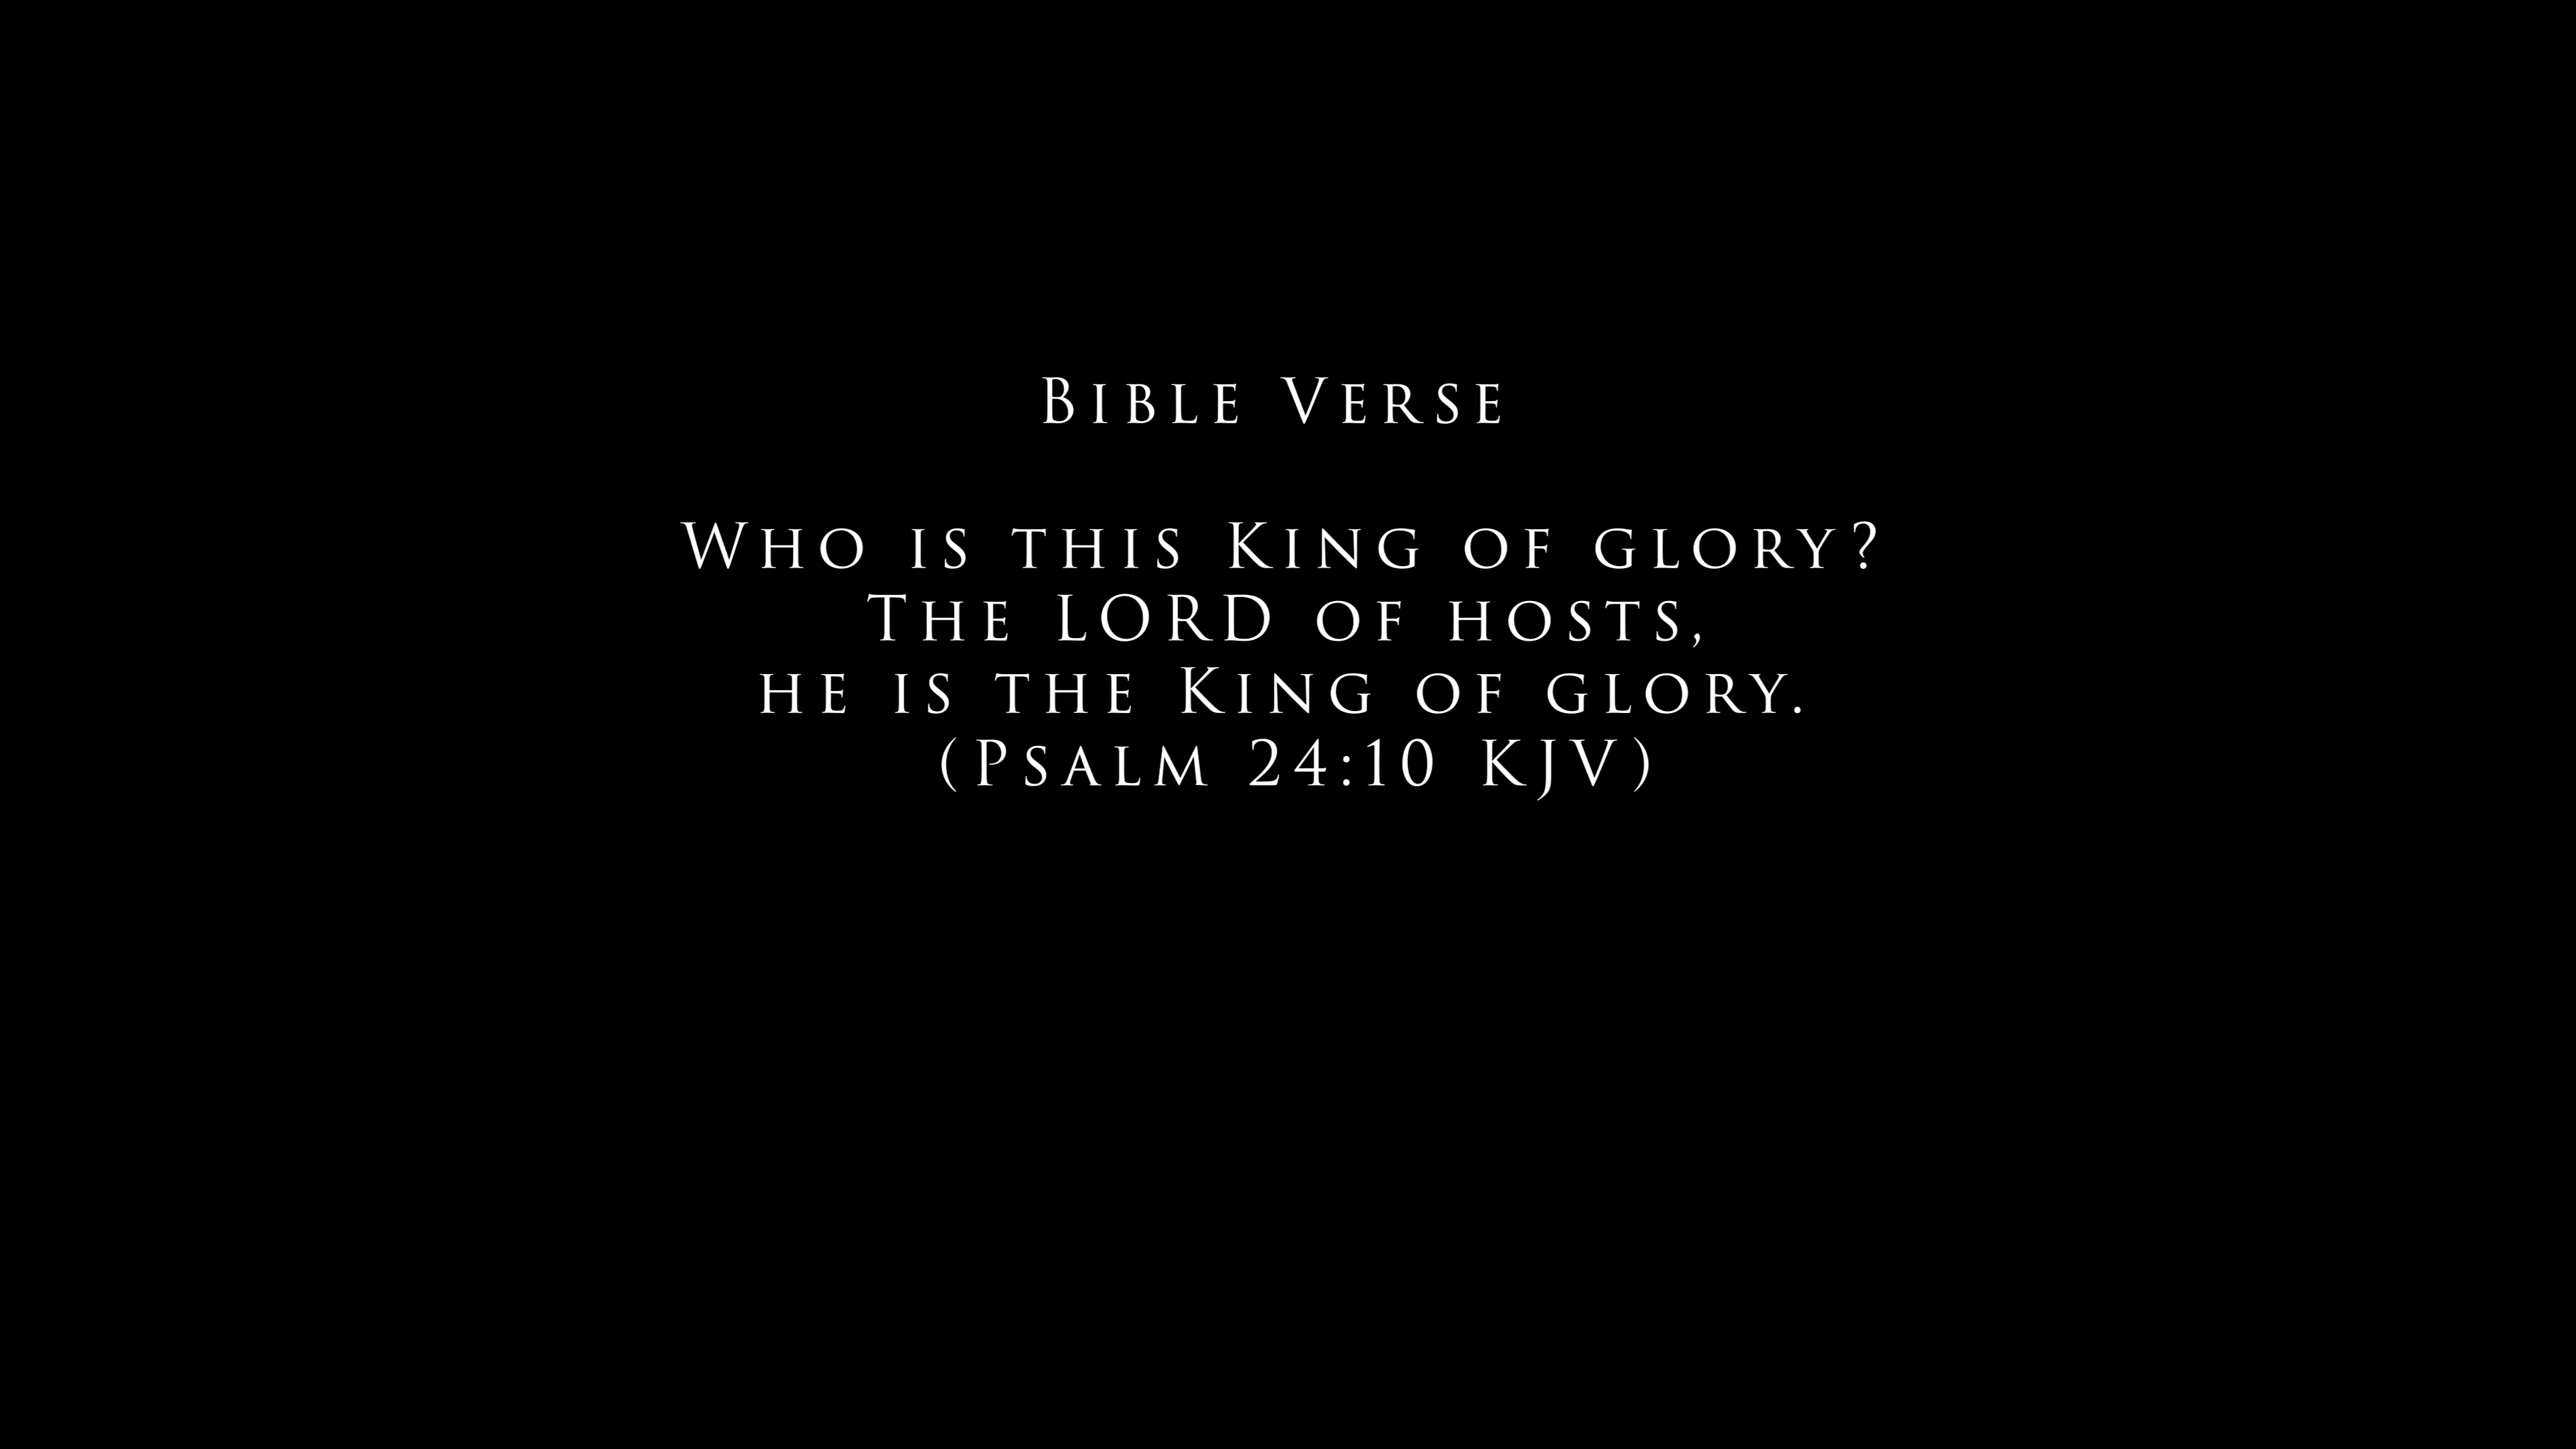 Bible Verse
Who is this King of glory?
The LORD of hosts,
he is the King of glory.
(Psalm 24:10 KJV)